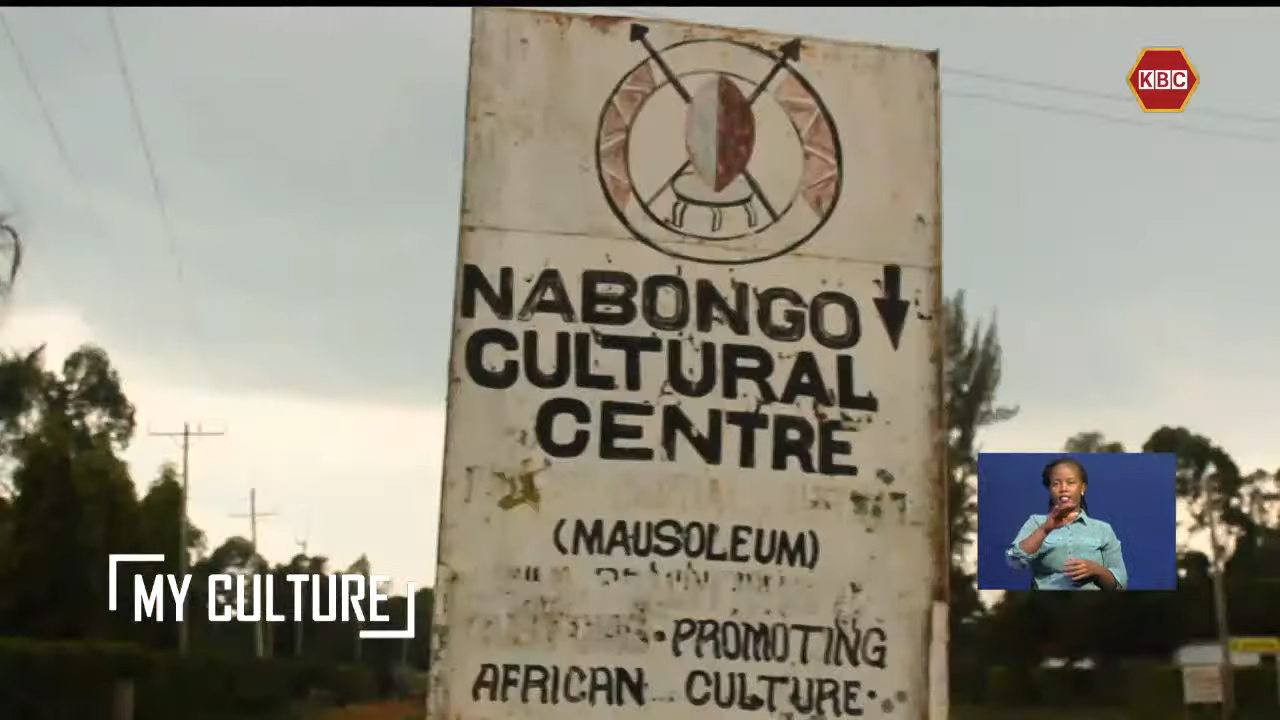 KBC
NABONGO
CULTURAL
CENTRE
(MAUSOLEUM)
•PROMOTING
AFRICAN CULTURE•
MY CULTURE